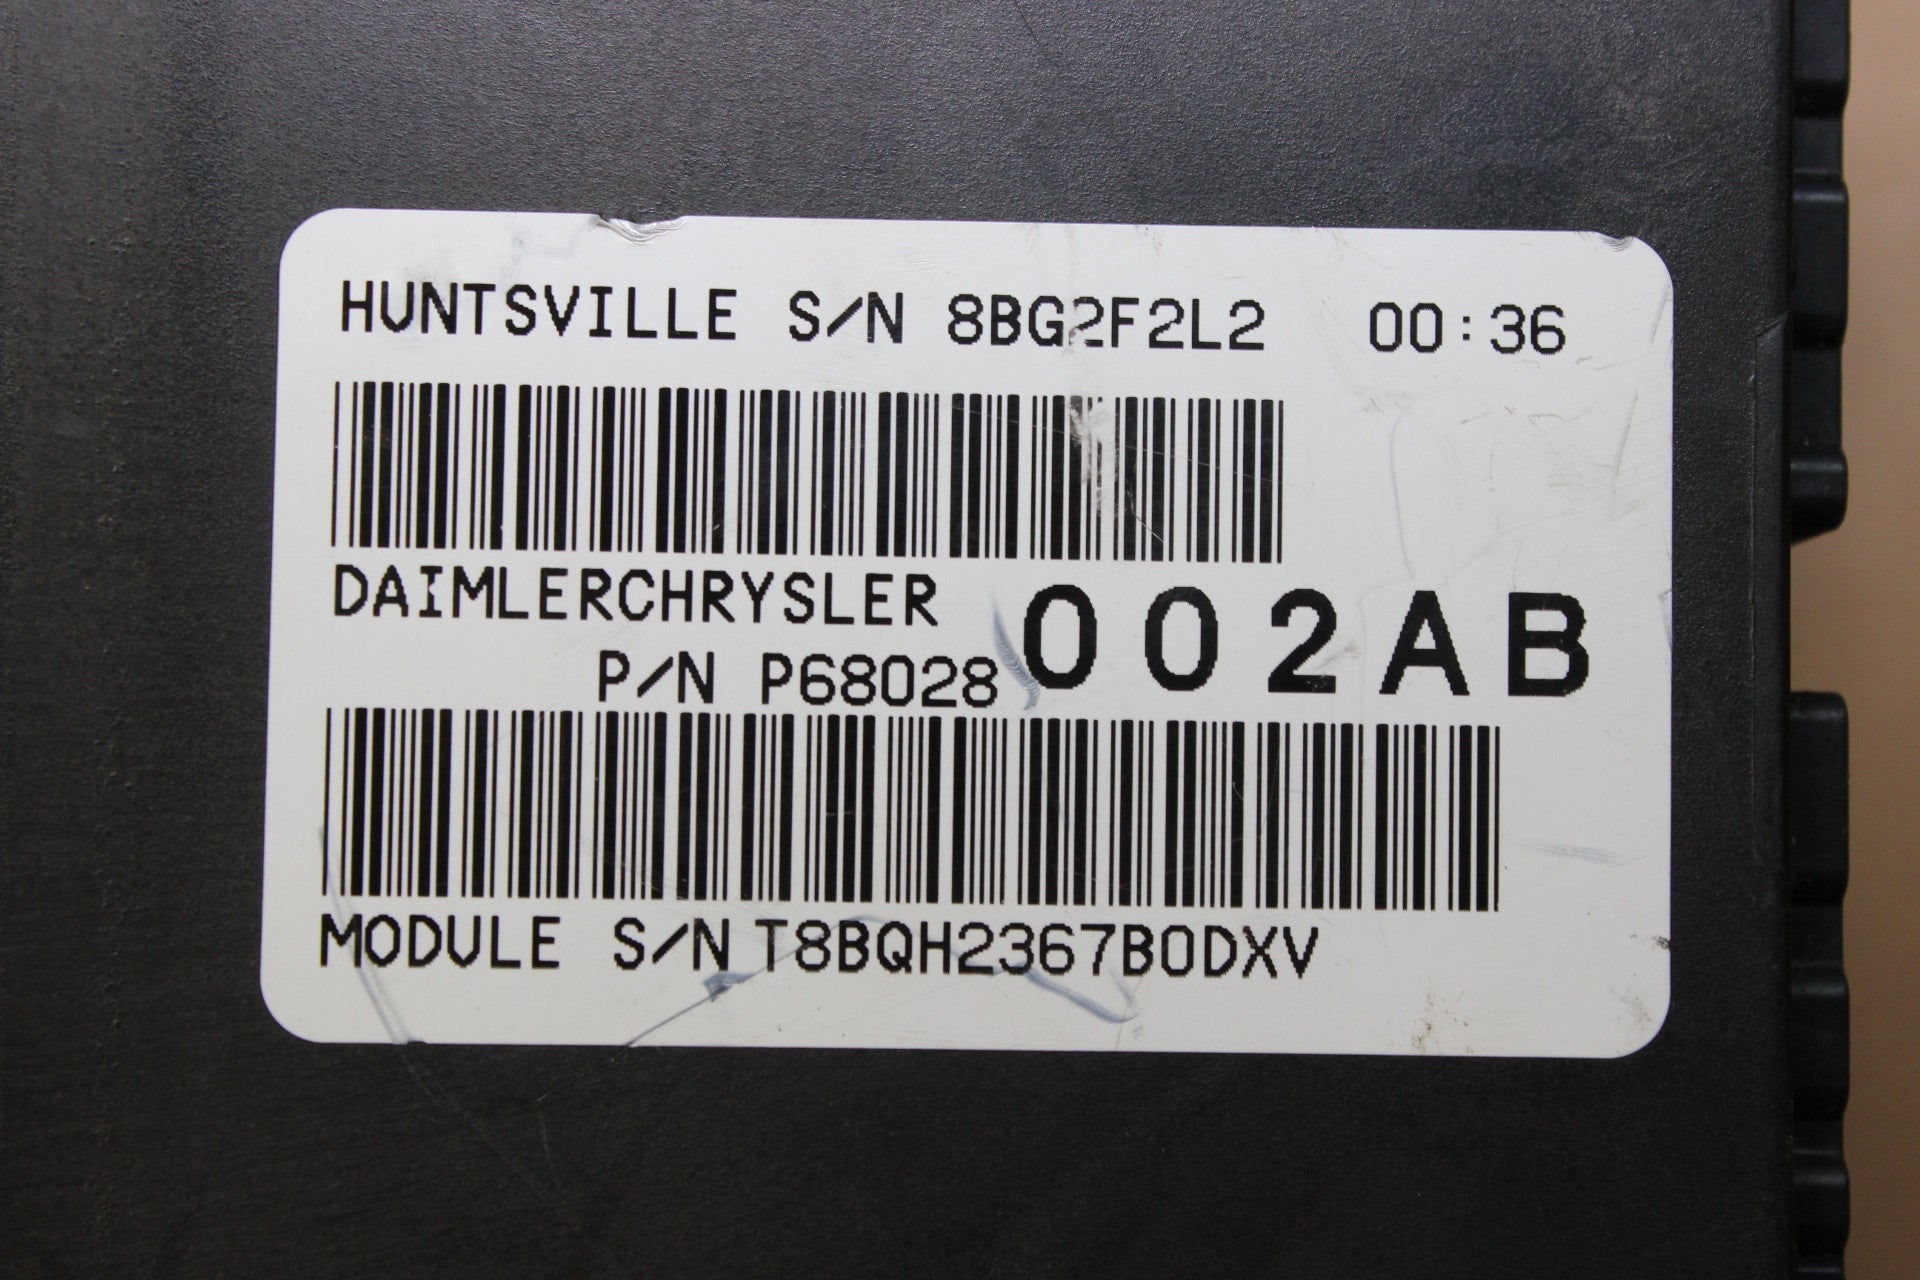 HUNTSVILLE S/N 8BG2F2L2 00:36
DAIMLERCHRYSLER
P/N P68028 002AB
MODULE S/N T8BQH2367B0DXV